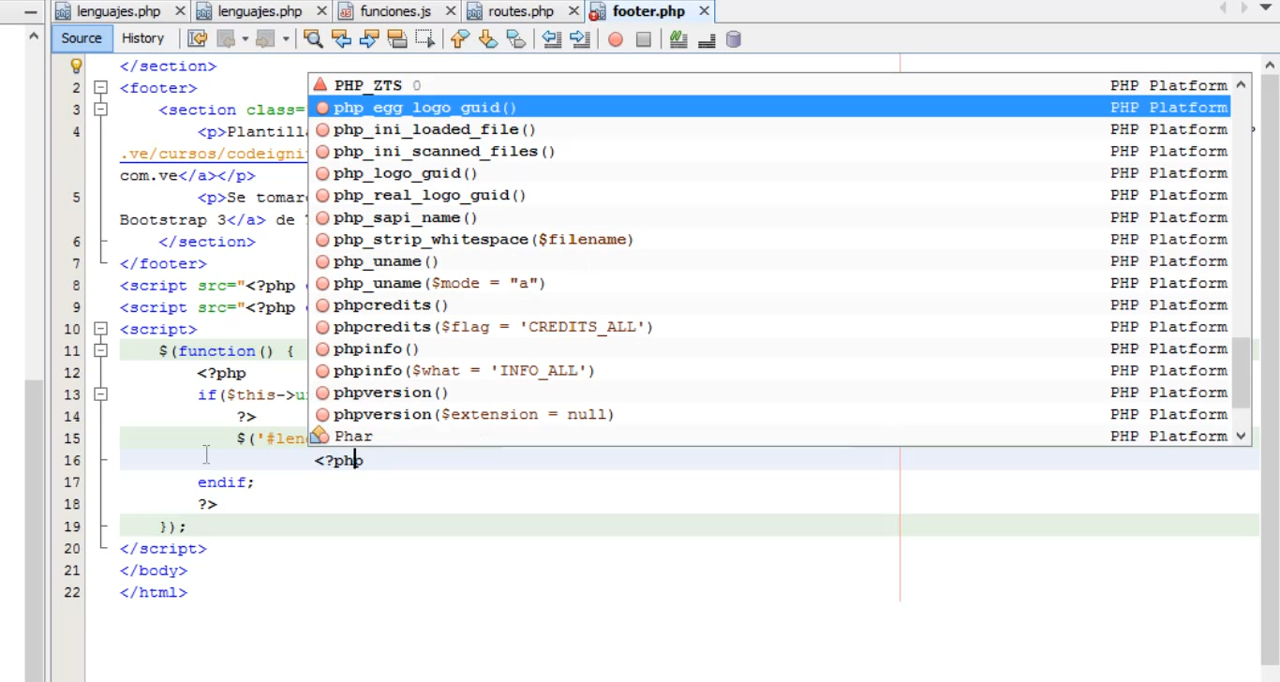 lenguajes.php lenguajes.php funciones.js routes.php footer.php
Source History
</section>
2 <footer>
3 <section class="
4 <p>Plantill
.ve/cursos/codeigni
com.ve</a></p>
5 <p>Se tomar
Bootstrap 3</a> de
6 </section>
7 </footer>
8 <script src="<?php
9 <script src="<?php
10 <script>
11 $(function() {
12 <?php
13 if($this->u
14 ?>
15 $('#len
16 <?php
17 endif;
18 ?>
19 });
20 </script>
21 </body>
22 </html>
PHP_ZTS 0 PHP Platform
php_egg_logo_guid() PHP Platform
php_ini_loaded_file() PHP Platform
php_ini_scanned_files() PHP Platform
php_logo_guid() PHP Platform
php_real_logo_guid() PHP Platform
php_sapi_name() PHP Platform
php_strip_whitespace($filename) PHP Platform
php_uname() PHP Platform
php_uname($mode = "a") PHP Platform
phpcredits() PHP Platform
phpcredits($flag = 'CREDITS_ALL') PHP Platform
phpinfo() PHP Platform
phpinfo($what = 'INFO_ALL') PHP Platform
phpversion() PHP Platform
phpversion($extension = null) PHP Platform
Phar PHP Platform